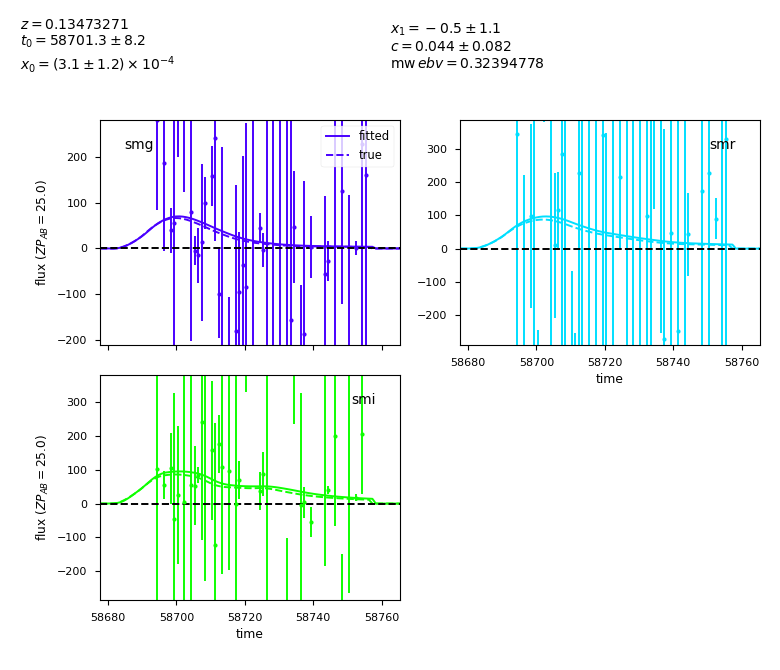 z = 0.13473271
t₀ = 58701.3 ± 8.2
x₀ = (3.1 ± 1.2) × 10⁻⁴
x₁ = −0.5 ± 1.1
c = 0.044 ± 0.082
mw ebv = 0.32394778
smg
fitted
true
200
100
0
−100
−200
flux (ZP_AB = 25.0)
smr
300
200
100
0
−100
−200
58680 58700 58720 58740 58760
time
smi
300
200
100
0
−100
−200
flux (ZP_AB = 25.0)
58680 58700 58720 58740 58760
time